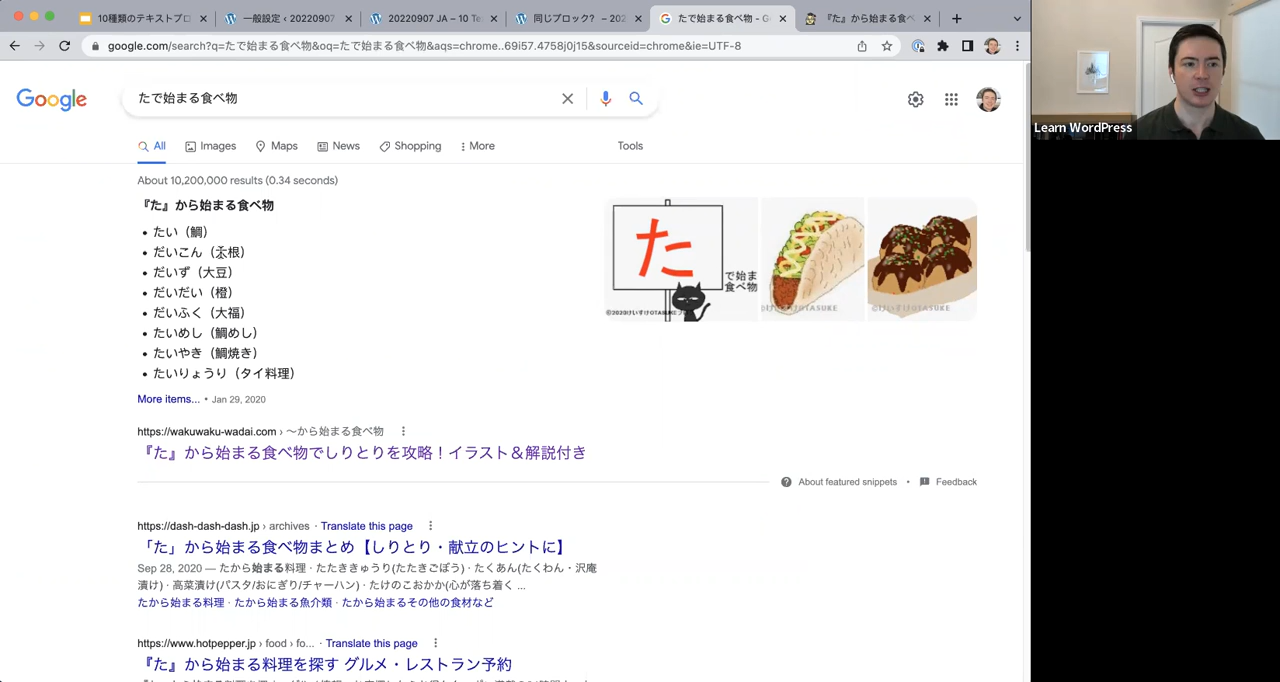 10種類のテキストブロ
一般設定 ‹ 20220907
20220907 JA – 10 Te
同じブロック? – 202
たで始まる食べ物 - G
『た』から始まる食べ
google.com/search?q=たで始まる食べ物&oq=たで始まる食べ物&aqs=chrome..69i57.4758j0j15&sourceid=chrome&ie=UTF-8
Learn WordPress
Google
たで始まる食べ物
All
Images
Maps
News
Shopping
More
Tools
About 10,200,000 results (0.34 seconds)
『た』から始まる食べ物
• たい（鯛）
• だいこん（大根）
• だいず（大豆）
• だいだい（橙）
• だいふく（大福）
• たいめし（鯛めし）
• たいやき（鯛焼き）
• たいりょうり（タイ料理）
た
で始ま
食べ物
More items... • Jan 29, 2020
https://wakuwaku-wadai.com › 〜から始まる食べ物
『た』から始まる食べ物でしりとりを攻略！イラスト＆解説付き
About featured snippets • Feedback
https://dash-dash-dash.jp › archives · Translate this page
「た」から始まる食べ物まとめ【しりとり・献立のヒントに】
Sep 28, 2020 — たから始まる料理 · たたききゅうり(たたきごぼう) · たくあん(たくわん・沢庵
漬け) · 高菜漬け(パスタ/おにぎり/チャーハン) · たけのこおかか(心が落ち着く ...
たから始まる料理 · たから始まる魚介類 · たから始まるその他の食材など
https://www.hotpepper.jp › food › fo... · Translate this page
『た』から始まる料理を探す グルメ・レストラン予約